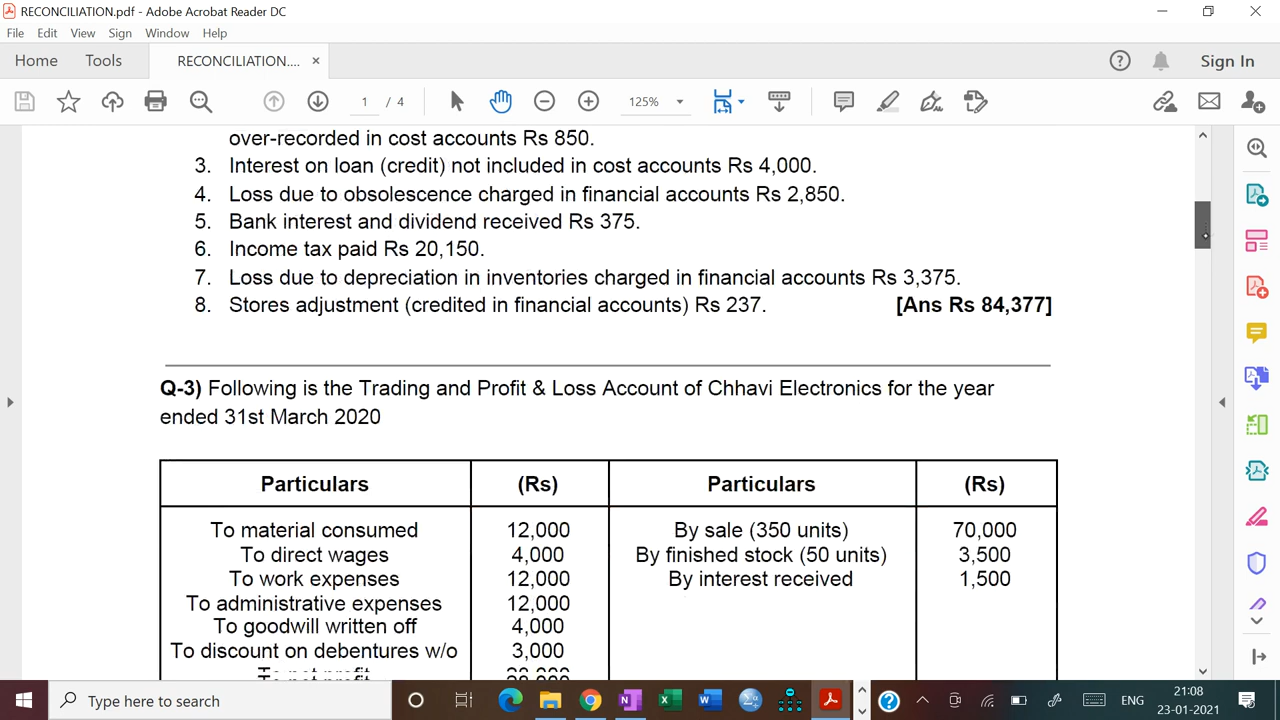 RECONCILIATION.pdf - Adobe Acrobat Reader DC
File Edit View Sign Window Help
Home Tools RECONCILIATION.... × Sign In
1 / 4 125%
over-recorded in cost accounts Rs 850.
3. Interest on loan (credit) not included in cost accounts Rs 4,000.
4. Loss due to obsolescence charged in financial accounts Rs 2,850.
5. Bank interest and dividend received Rs 375.
6. Income tax paid Rs 20,150.
7. Loss due to depreciation in inventories charged in financial accounts Rs 3,375.
8. Stores adjustment (credited in financial accounts) Rs 237. [Ans Rs 84,377]
Q-3) Following is the Trading and Profit & Loss Account of Chhavi Electronics for the year
ended 31st March 2020
Particulars (Rs) Particulars (Rs)
To material consumed 12,000 By sale (350 units) 70,000
To direct wages 4,000 By finished stock (50 units) 3,500
To work expenses 12,000 By interest received 1,500
To administrative expenses 12,000
To goodwill written off 4,000
To discount on debentures w/o 3,000
To net profit
Type here to search
ENG
21:08
23-01-2021